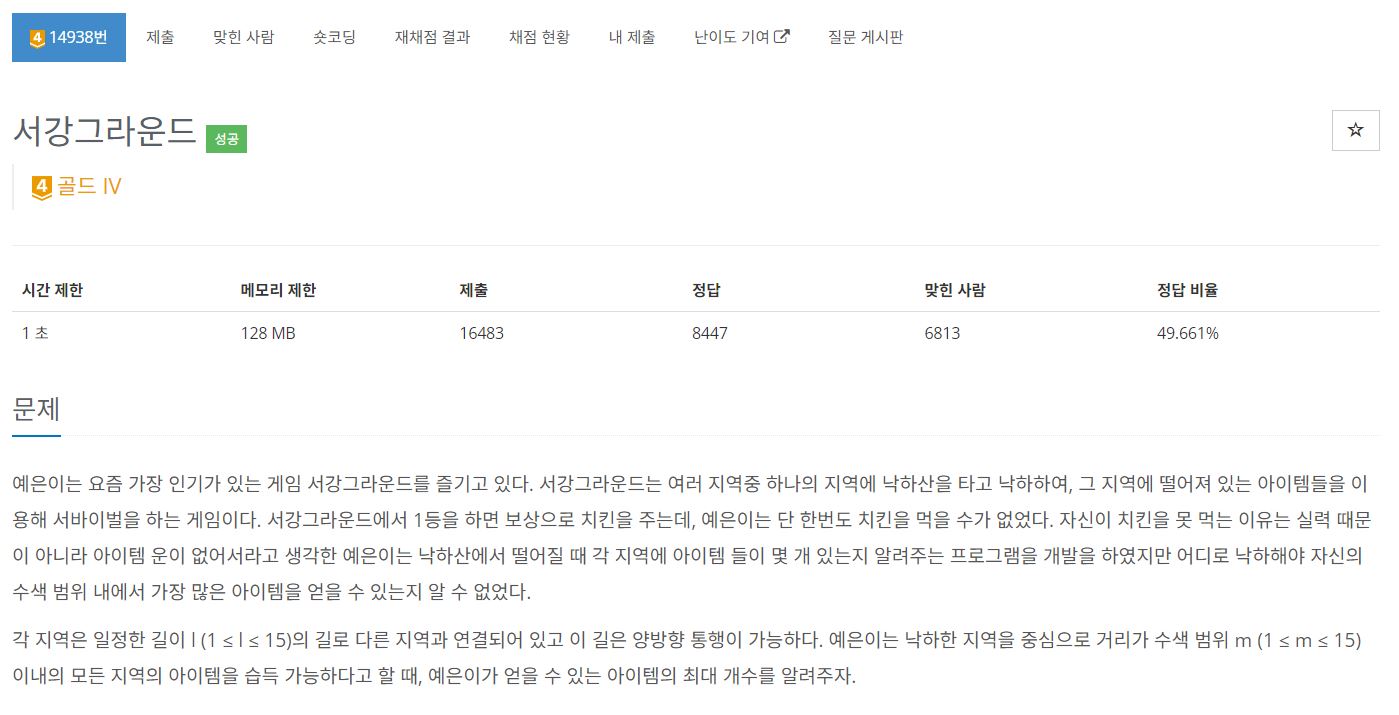 4 14938번 제출 맞힌 사람 숏코딩 재채점 결과 채점 현황 내 제출 난이도 기여 질문 게시판
서강그라운드 성공
4 골드 IV
시간 제한 메모리 제한 제출 정답 맞힌 사람 정답 비율
1 초 128 MB 16483 8447 6813 49.661%
문제
예은이는 요즘 가장 인기가 있는 게임 서강그라운드를 즐기고 있다. 서강그라운드는 여러 지역중 하나의 지역에 낙하산을 타고 낙하하여, 그 지역에 떨어져 있는 아이템들을 이
용해 서바이벌을 하는 게임이다. 서강그라운드에서 1등을 하면 보상으로 치킨을 주는데, 예은이는 단 한번도 치킨을 먹을 수가 없었다. 자신이 치킨을 못 먹는 이유는 실력 때문
이 아니라 아이템 운이 없어서라고 생각한 예은이는 낙하산에서 떨어질 때 각 지역에 아이템 들이 몇 개 있는지 알려주는 프로그램을 개발을 하였지만 어디로 낙하해야 자신의
수색 범위 내에서 가장 많은 아이템을 얻을 수 있는지 알 수 없었다.
각 지역은 일정한 길이 l (1 ≤ l ≤ 15)의 길로 다른 지역과 연결되어 있고 이 길은 양방향 통행이 가능하다. 예은이는 낙하한 지역을 중심으로 거리가 수색 범위 m (1 ≤ m ≤ 15)
이내의 모든 지역의 아이템을 습득 가능하다고 할 때, 예은이가 얻을 수 있는 아이템의 최대 개수를 알려주자.